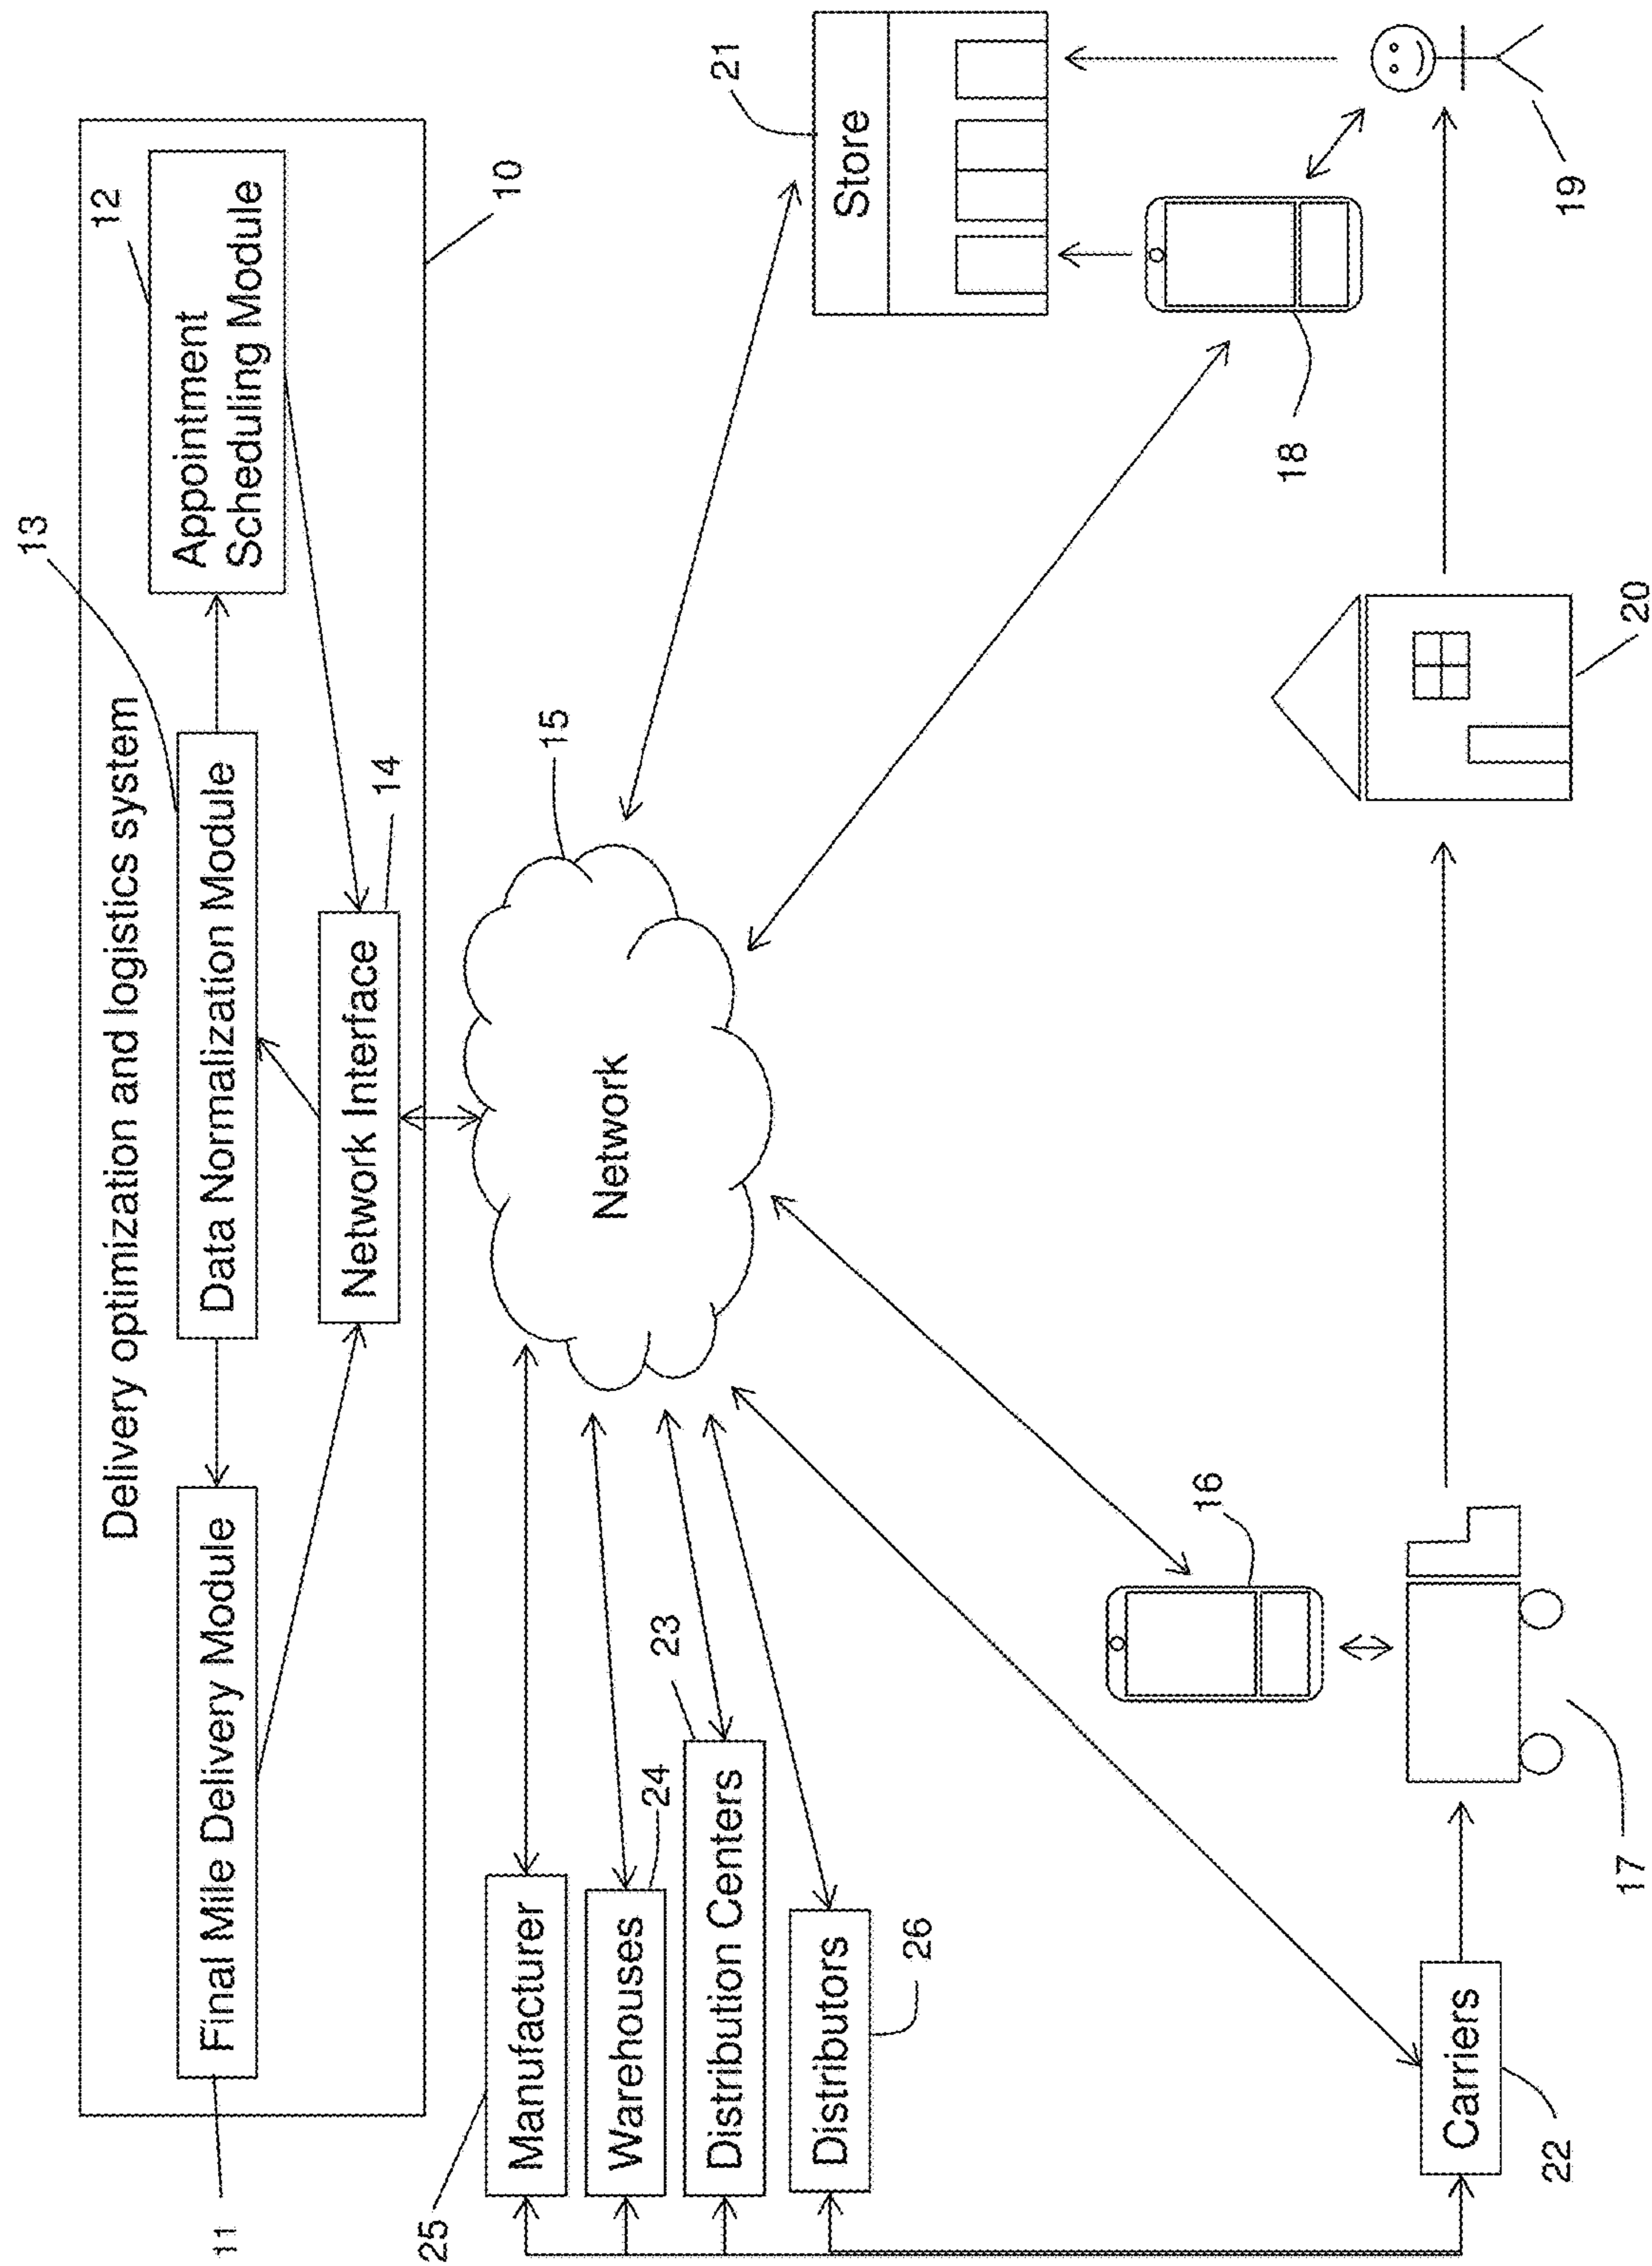 Delivery optimization and logistics system
11
Final Mile Delivery Module
13
Data Normalization Module
12
Appointment
Scheduling Module
Network Interface
14
10
25
Manufacturer
Warehouses
24
Distribution Centers
23
Distributors
26
Network
15
21
Store
16
18
Carriers
22
17
20
19